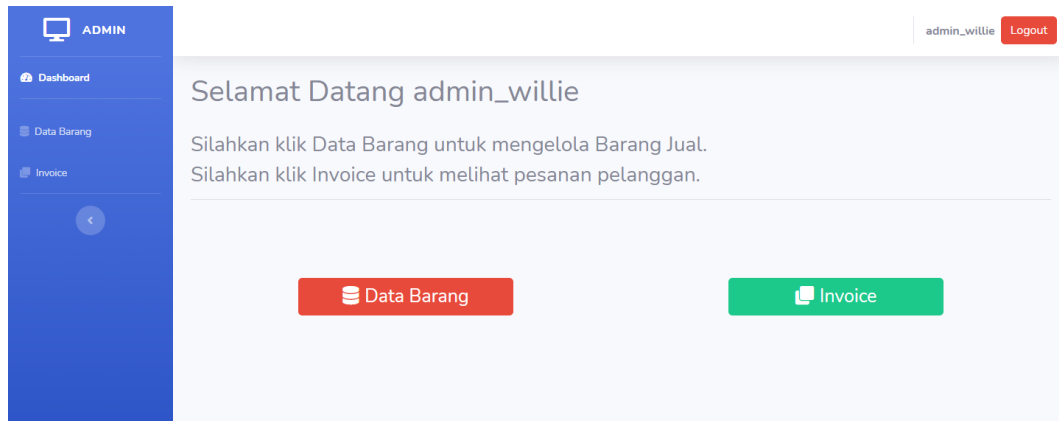 ADMIN
admin_willie Logout
Dashboard
Data Barang
Invoice
Selamat Datang admin_willie
Silahkan klik Data Barang untuk mengelola Barang Jual.
Silahkan klik Invoice untuk melihat pesanan pelanggan.
Data Barang
Invoice